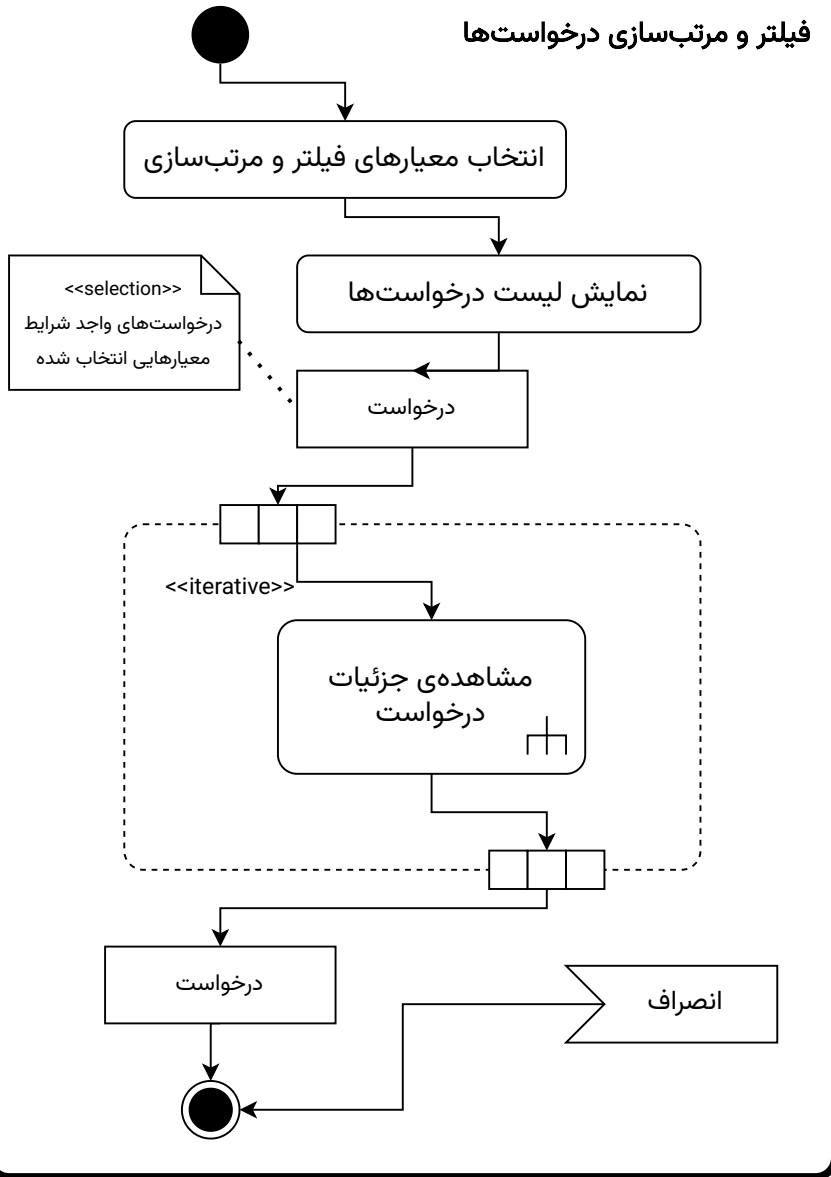 فیلتر و مرتب‌سازی درخواست‌ها
انتخاب معیارهای فیلتر و مرتب‌سازی
نمایش لیست درخواست‌ها
<<selection>>
درخواست‌های واجد شرایط
معیارهایی انتخاب شده
درخواست
<<iterative>>
مشاهده‌ی جزئیات
درخواست
درخواست
انصراف